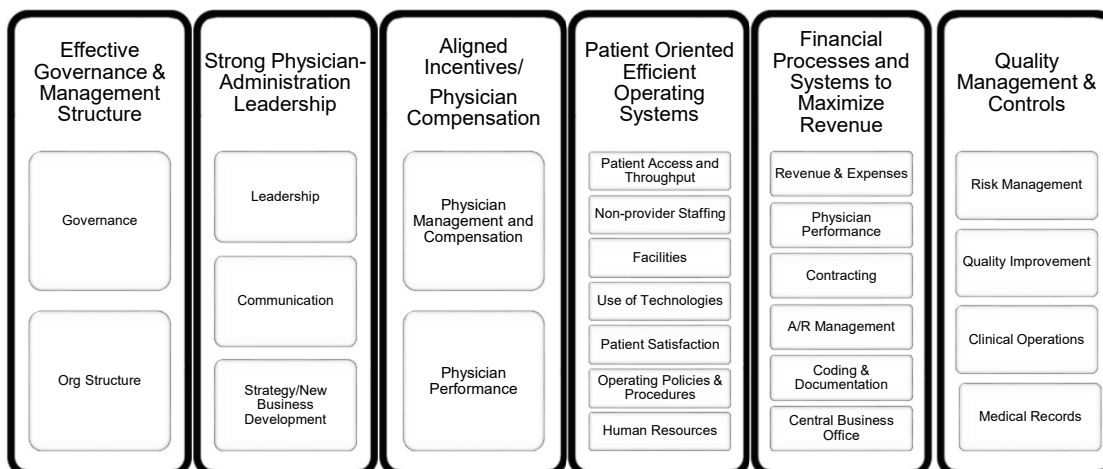 Effective
Governance &
Management
Structure
Governance
Org Structure
Strong Physician-
Administration
Leadership
Leadership
Communication
Strategy/New
Business
Development
Aligned
Incentives/
Physician
Compensation
Physician
Management and
Compensation
Physician
Performance
Patient Oriented
Efficient
Operating
Systems
Patient Access and
Throughput
Non-provider Staffing
Facilities
Use of Technologies
Patient Satisfaction
Operating Policies &
Procedures
Human Resources
Financial
Processes and
Systems to
Maximize
Revenue
Revenue & Expenses
Physician
Performance
Contracting
A/R Management
Coding &
Documentation
Central Business
Office
Quality
Management &
Controls
Risk Management
Quality Improvement
Clinical Operations
Medical Records